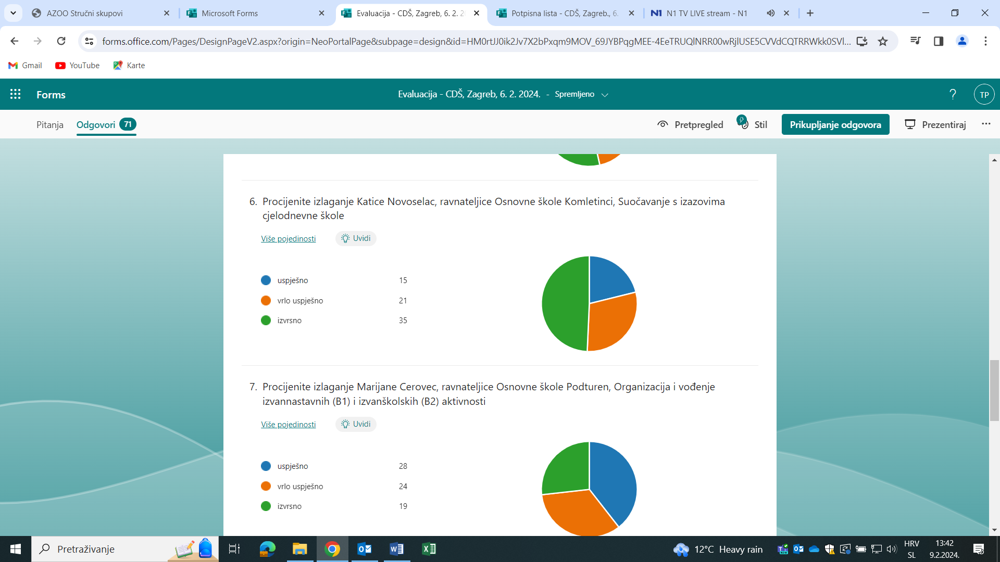 AZOO Stručni skupovi
Microsoft Forms
Evaluacija - CDŠ, Zagreb, 6. 2. 2
Potpisna lista - CDŠ, Zagreb., 6.
N1 TV LIVE stream - N1
forms.office.com/Pages/DesignPageV2.aspx?origin=NeoPortalPage&subpage=design&id=HM0rtJJ0ik2Jv7X2bPxqm9MOV_69JYBPqgMEE-4EeTRUQlNRR00wRjlUSE5CVVdCQTRRWkk0SVl...
Gmail
YouTube
Karte
Forms
Evaluacija - CDŠ, Zagreb, 6. 2. 2024. - Spremljeno
?
TP
Pitanja
Odgovori 71
Pretpregled
Stil
Prikupljanje odgovora
Prezentiraj
6. Procijenite izlaganje Katice Novoselac, ravnateljice Osnovne škole Komletinci, Suočavanje s izazovima
cjelodnevne škole
Više pojedinosti
Uvidi
uspješno 15
vrlo uspješno 21
izvrsno 35
7. Procijenite izlaganje Marijane Cerovec, ravnateljice Osnovne škole Podturen, Organizacija i vođenje
izvannastavnih (B1) i izvanškolskih (B2) aktivnosti
Više pojedinosti
Uvidi
uspješno 28
vrlo uspješno 24
izvrsno 19
Pretraživanje
12°C Heavy rain
HRV
SL
13:42
9.2.2024.